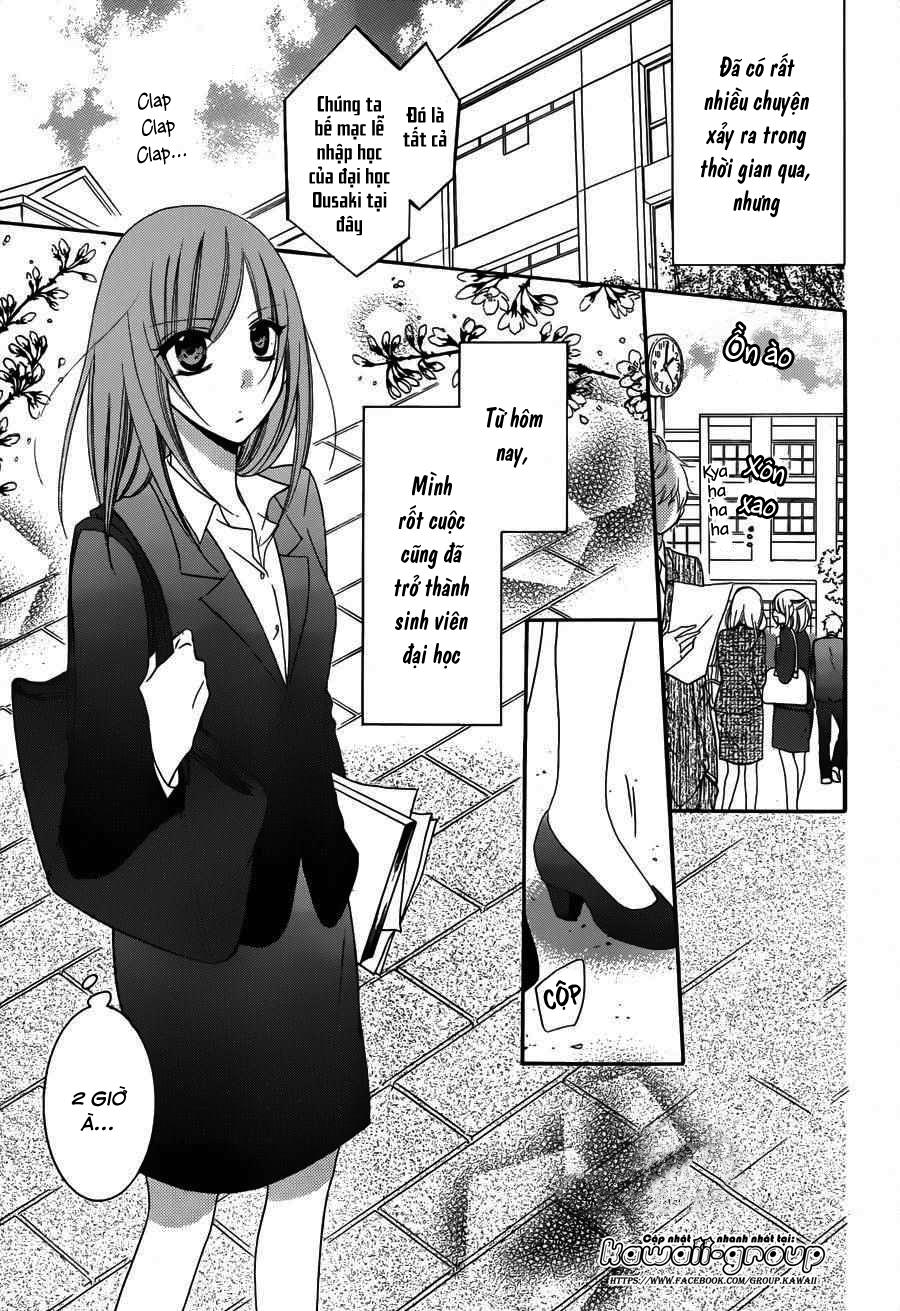 Đã có rất
nhiều chuyện
xảy ra trong
thời gian qua,
nhưng
Đó là
tất cả
Chúng ta
bế mạc lễ
nhập học
của đại học
Ousaki tại
đây
Clap
Clap
Clap...
Ồn ào
Xôn
xao
Kya
ha
ha
ha
Từ hôm
nay,
Mình
rốt cuộc
cũng đã
trở thành
sinh viên
đại học
CỘP
2 GIỜ
À...
Cập nhật nhanh nhất tại:
kawaii-group
HTTPS://WWW.FACEBOOK.COM/GROUP.KAWAII